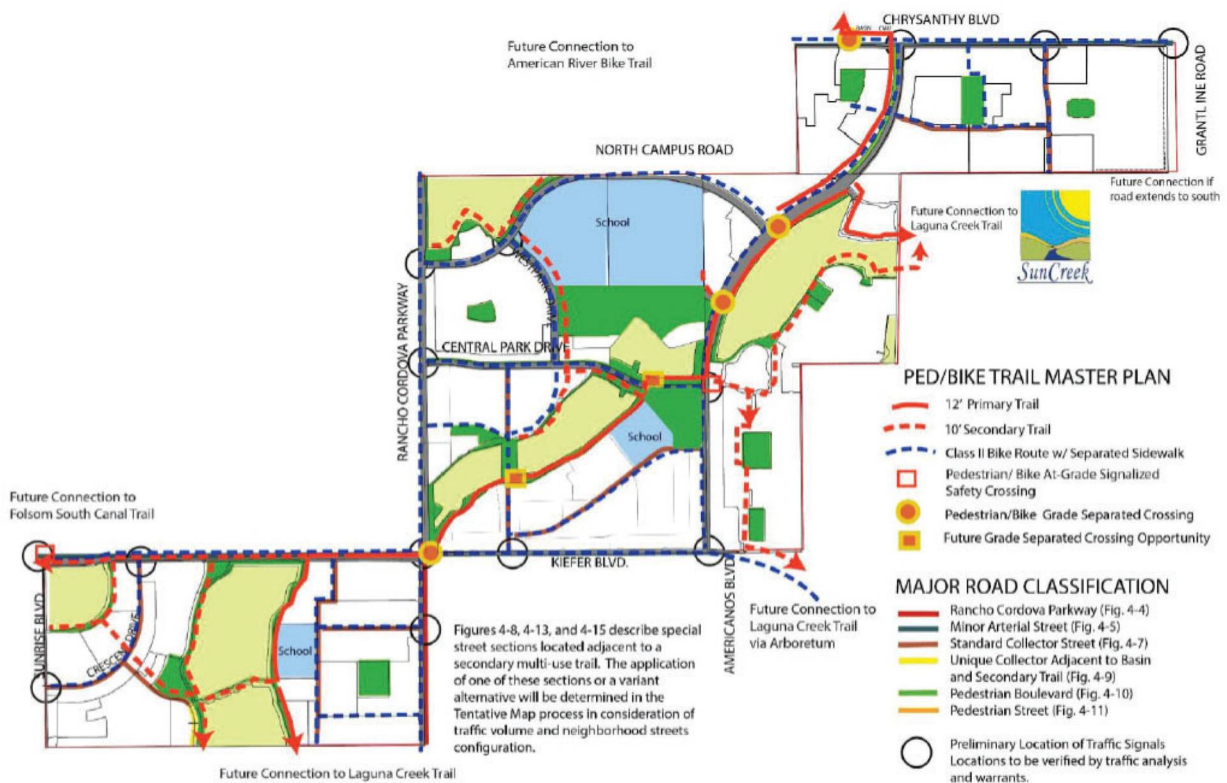 CHRYSANTHY BLVD
Future Connection to
American River Bike Trail
GRANTLINE ROAD
NORTH CAMPUS ROAD
Future Connection if
road extends to south
School
Future Connection to
Laguna Creek Trail
SunCreek
RANCHO CORDOVA PARKWAY
CENTRAL PARK DRIVE
School
PED/BIKE TRAIL MASTER PLAN
12' Primary Trail
10' Secondary Trail
Class II Bike Route w/ Separated Sidewalk
Pedestrian/ Bike At-Grade Signalized
Safety Crossing
Pedestrian/Bike Grade Separated Crossing
Future Grade Separated Crossing Opportunity
Future Connection to
Folsom South Canal Trail
KIEFER BLVD.
AMERICANOS BLVD
SUNRISE BLVD
CRESCENT DRIVE
School
Future Connection to
Laguna Creek Trail
via Arboretum
Figures 4-8, 4-13, and 4-15 describe special
street sections located adjacent to a
secondary multi-use trail. The application
of one of these sections or a variant
alternative will be determined in the
Tentative Map process in consideration of
traffic volume and neighborhood streets
configuration.
Future Connection to Laguna Creek Trail
MAJOR ROAD CLASSIFICATION
Rancho Cordova Parkway (Fig. 4-4)
Minor Arterial Street (Fig. 4-5)
Standard Collector Street (Fig. 4-7)
Unique Collector Adjacent to Basin
and Secondary Trail (Fig. 4-9)
Pedestrian Boulevard (Fig. 4-10)
Pedestrian Street (Fig. 4-11)
Preliminary Location of Traffic Signals
Locations to be verified by traffic analysis
and warrants.